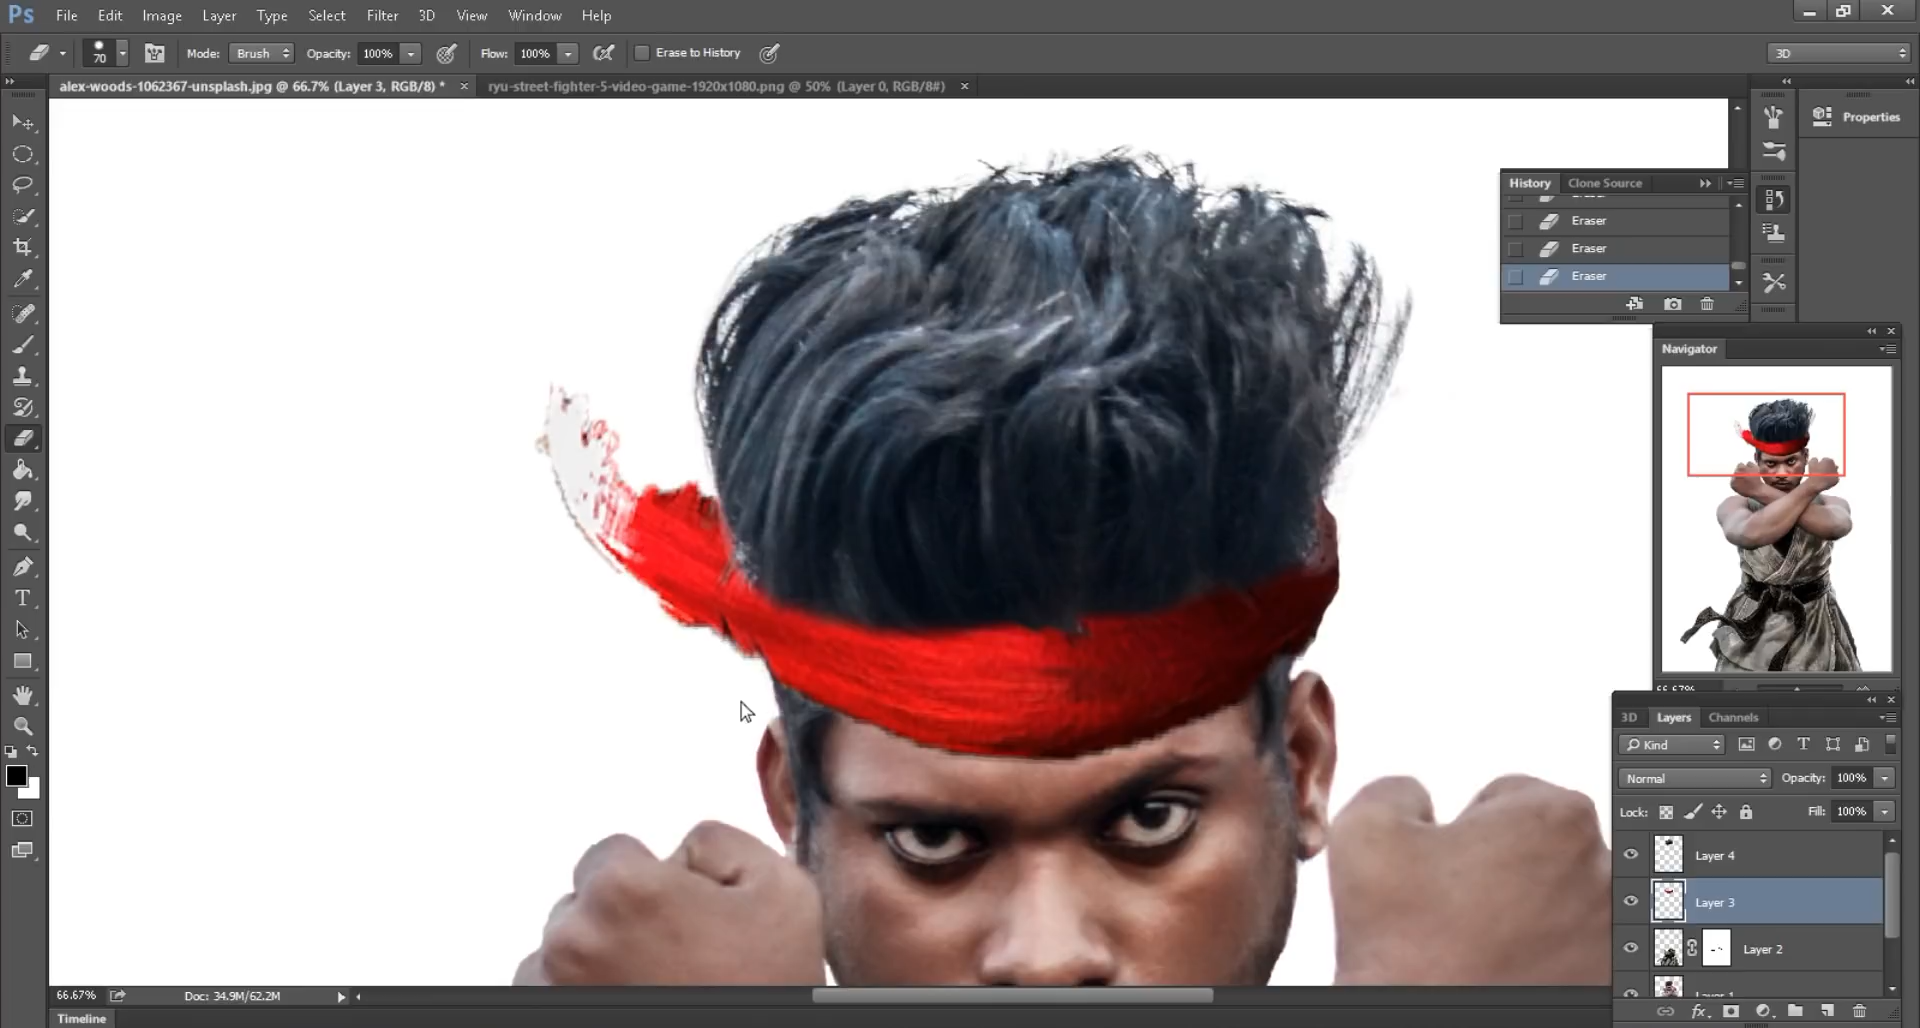 Ps File Edit Image Layer Type Select Filter 3D View Window Help
70 Mode: Brush Opacity: 100% Flow: 100% Erase to History 3D
alex-woods-1062367-unsplash.jpg @ 66.7% (Layer 3, RGB/8) * × ryu-street-fighter-5-video-game-1920x1080.png @ 50% (Layer 0, RGB/8#) ×
Properties
History Clone Source
Eraser
Eraser
Eraser
Navigator
66.67%
3D Layers Channels
Kind
Normal Opacity: 100%
Lock: Fill: 100%
Layer 4
Layer 3
Layer 2
Layer 1
66.67% Doc: 34.9M/62.2M
Timeline